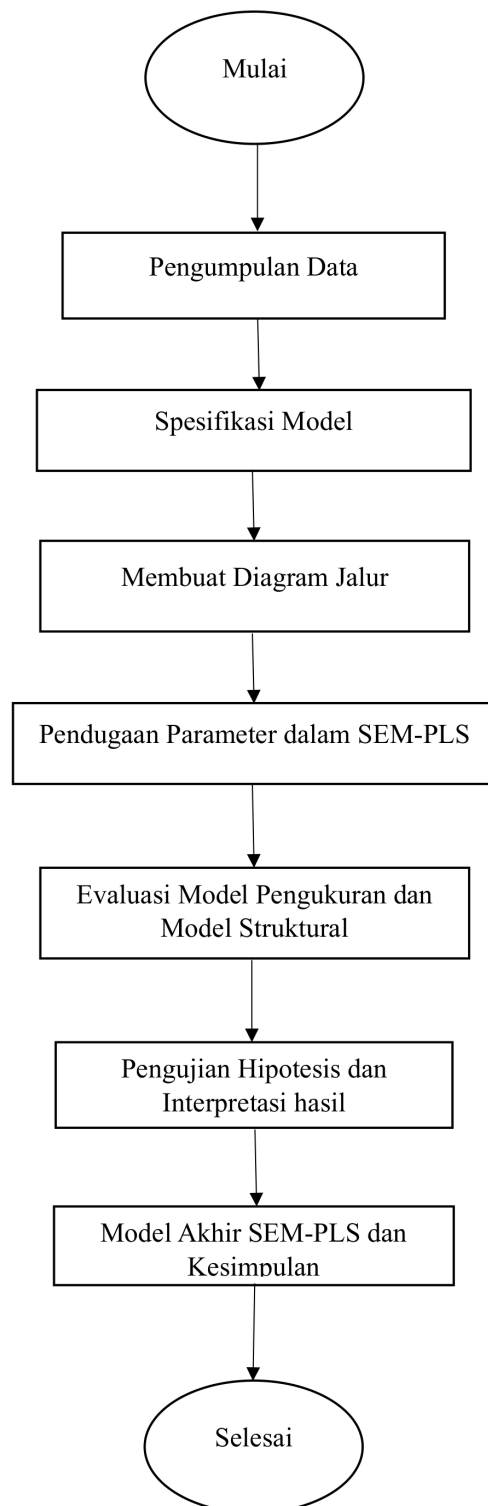 Mulai
Pengumpulan Data
Spesifikasi Model
Membuat Diagram Jalur
Pendugaan Parameter dalam SEM-PLS
Evaluasi Model Pengukuran dan
Model Struktural
Pengujian Hipotesis dan
Interpretasi hasil
Model Akhir SEM-PLS dan
Kesimpulan
Selesai